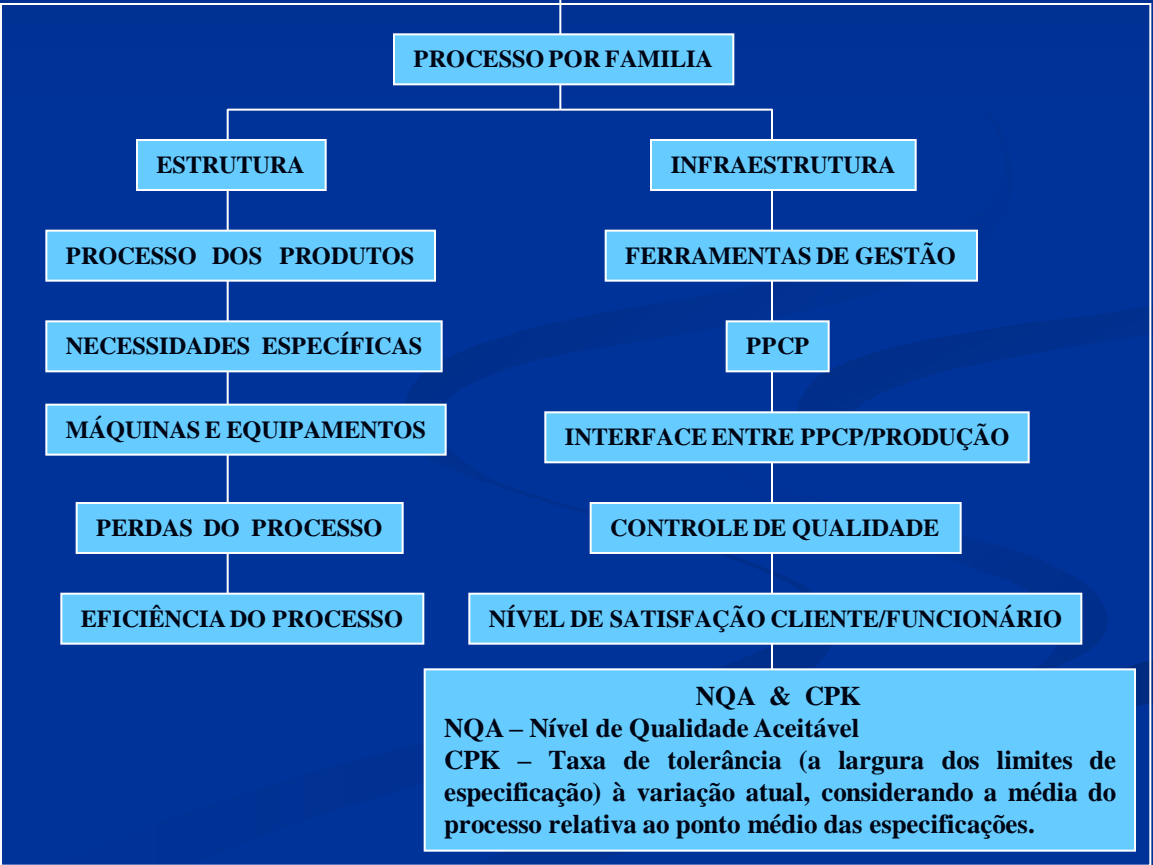 PROCESSO POR FAMILIA
ESTRUTURA
INFRAESTRUTURA
PROCESSO DOS PRODUTOS
FERRAMENTAS DE GESTÃO
NECESSIDADES ESPECÍFICAS
PPCP
MÁQUINAS E EQUIPAMENTOS
INTERFACE ENTRE PPCP/PRODUÇÃO
PERDAS DO PROCESSO
CONTROLE DE QUALIDADE
EFICIÊNCIA DO PROCESSO
NÍVEL DE SATISFAÇÃO CLIENTE/FUNCIONÁRIO
NQA & CPK
NQA – Nível de Qualidade Aceitável
CPK – Taxa de tolerância (a largura dos limites de
especificação) à variação atual, considerando a média do
processo relativa ao ponto médio das especificações.